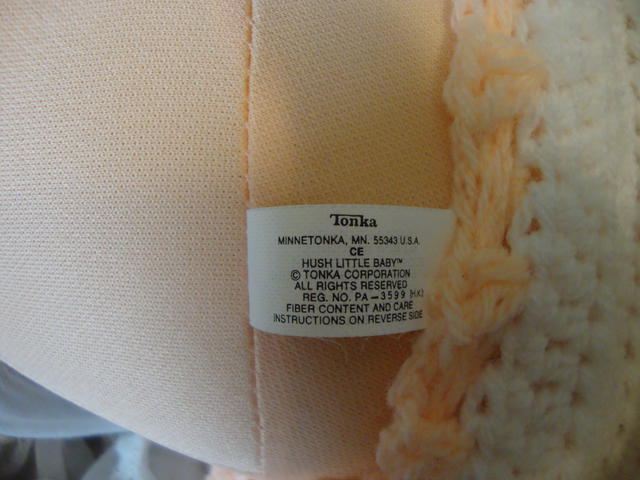 Tonka
MINNETONKA, MN. 55343 U.S.A.
CE
HUSH LITTLE BABY™
© TONKA CORPORATION
ALL RIGHTS RESERVED
REG. NO. PA-3599 (H.K.)
FIBER CONTENT AND CARE
INSTRUCTIONS ON REVERSE SIDE